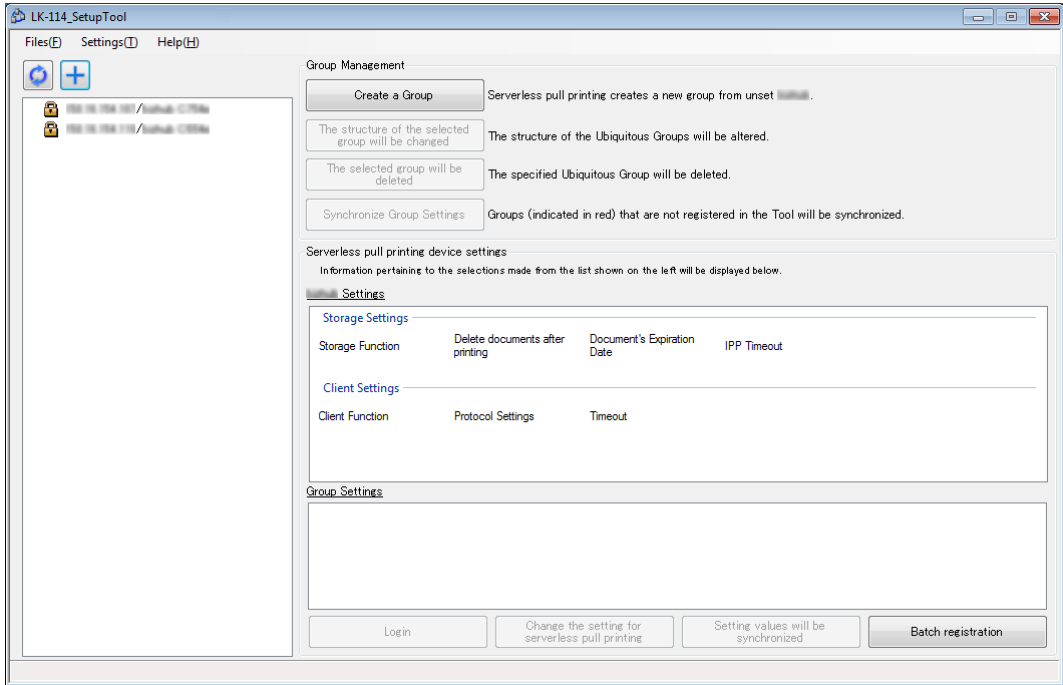 LK-114_SetupTool
Files(F) Settings(T) Help(H)
Group Management
Create a Group
Serverless pull printing creates a new group from unset
The structure of the selected
group will be changed
The structure of the Ubiquitous Groups will be altered.
The selected group will be
deleted
The specified Ubiquitous Group will be deleted.
Synchronize Group Settings
Groups (indicated in red) that are not registered in the Tool will be synchronized.
Serverless pull printing device settings
Information pertaining to the selections made from the list shown on the left will be displayed below.
Settings
Storage Settings
Storage Function
Delete documents after
printing
Document's Expiration
Date
IPP Timeout
Client Settings
Client Function
Protocol Settings
Timeout
Group Settings
Login
Change the setting for
serverless pull printing
Setting values will be
synchronized
Batch registration